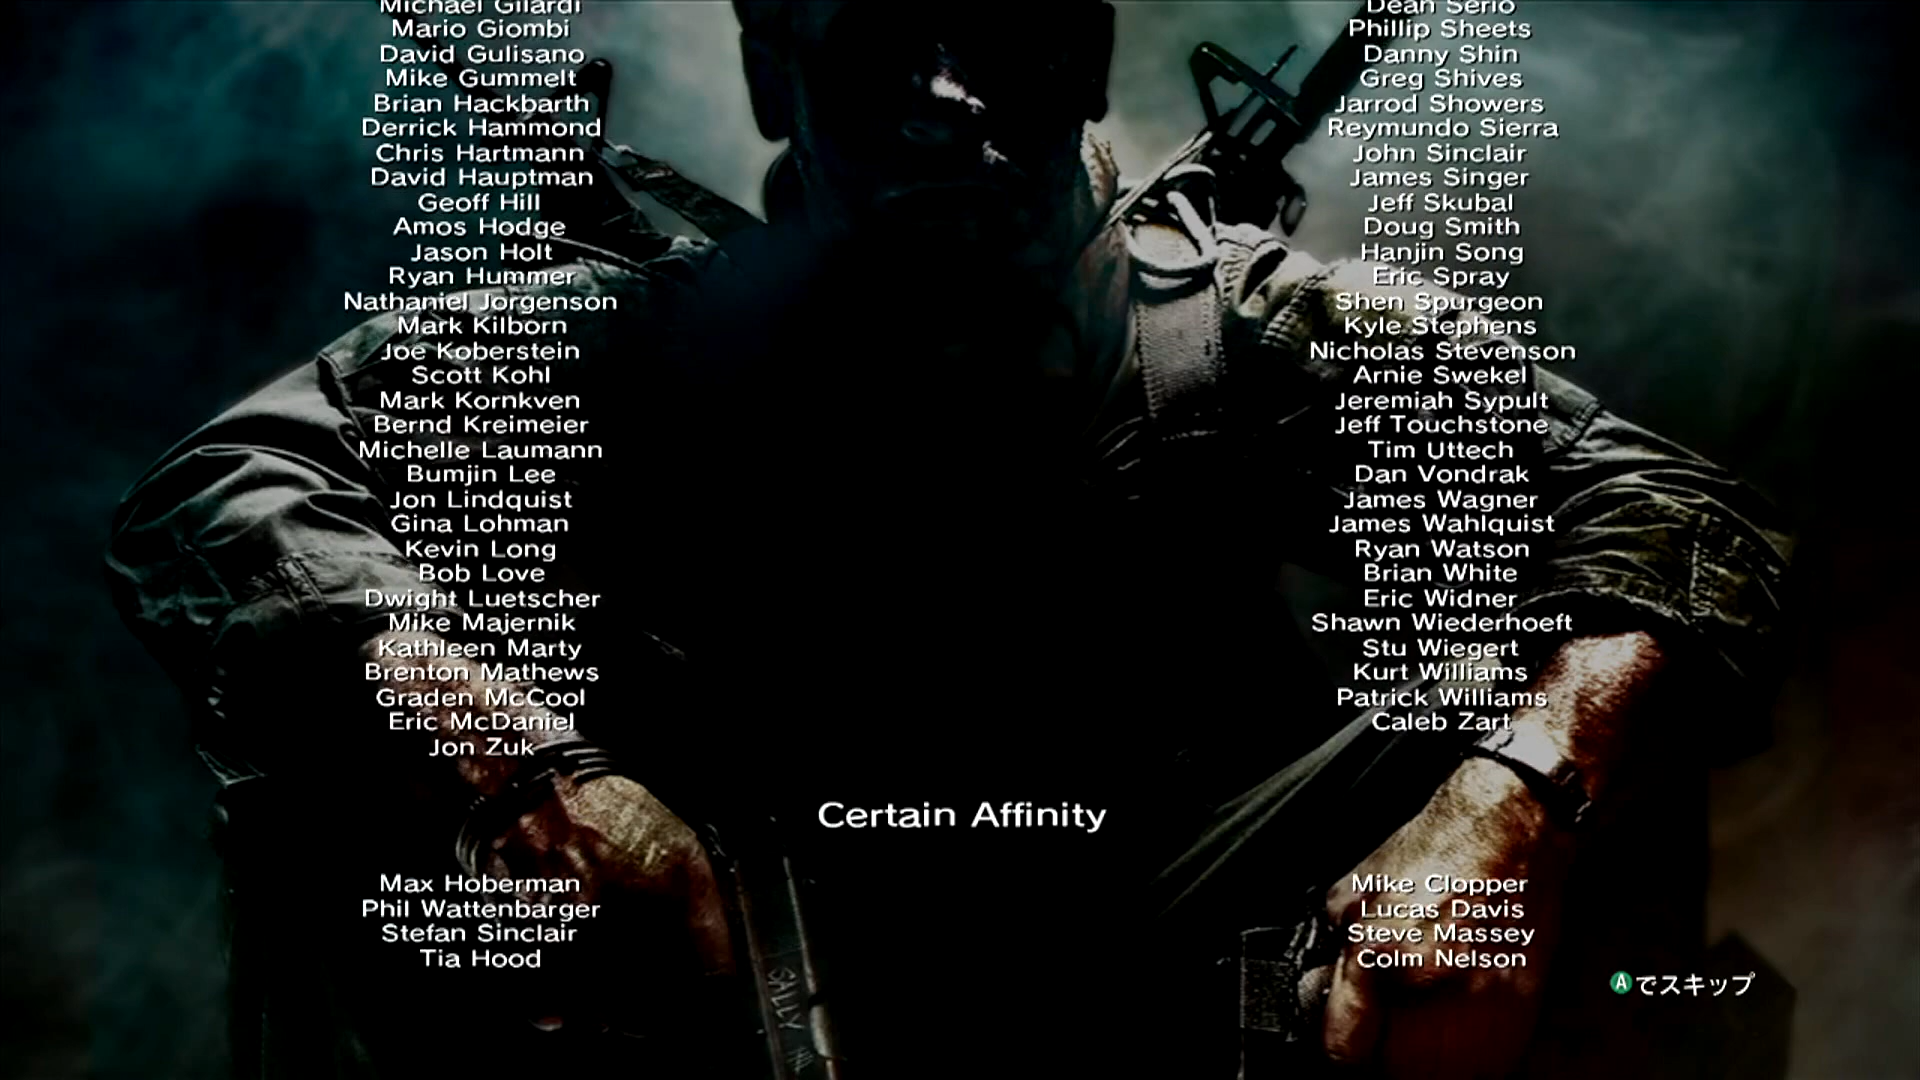 Michael Gilardi
Mario Giombi
David Gulisano
Mike Gummelt
Brian Hackbarth
Derrick Hammond
Chris Hartmann
David Hauptman
Geoff Hill
Amos Hodge
Jason Holt
Ryan Hummer
Nathaniel Jorgenson
Mark Kilborn
Joe Koberstein
Scott Kohl
Mark Kornkven
Bernd Kreimeier
Michelle Laumann
Bumjin Lee
Jon Lindquist
Gina Lohman
Kevin Long
Bob Love
Dwight Luetscher
Mike Majernik
Kathleen Marty
Brenton Mathews
Graden McCool
Eric McDaniel
Jon Zuk
Dean Serio
Phillip Sheets
Danny Shin
Greg Shives
Jarrod Showers
Reymundo Sierra
John Sinclair
James Singer
Jeff Skubal
Doug Smith
Hanjin Song
Eric Spray
Shen Spurgeon
Kyle Stephens
Nicholas Stevenson
Arnie Swekel
Jeremiah Sypult
Jeff Touchstone
Tim Uttech
Dan Vondrak
James Wagner
James Wahlquist
Ryan Watson
Brian White
Eric Widner
Shawn Wiederhoeft
Stu Wiegert
Kurt Williams
Patrick Williams
Caleb Zart
Certain Affinity
Max Hoberman
Phil Wattenbarger
Stefan Sinclair
Tia Hood
Mike Clopper
Lucas Davis
Steve Massey
Colm Nelson
SALLY
Aでスキップ